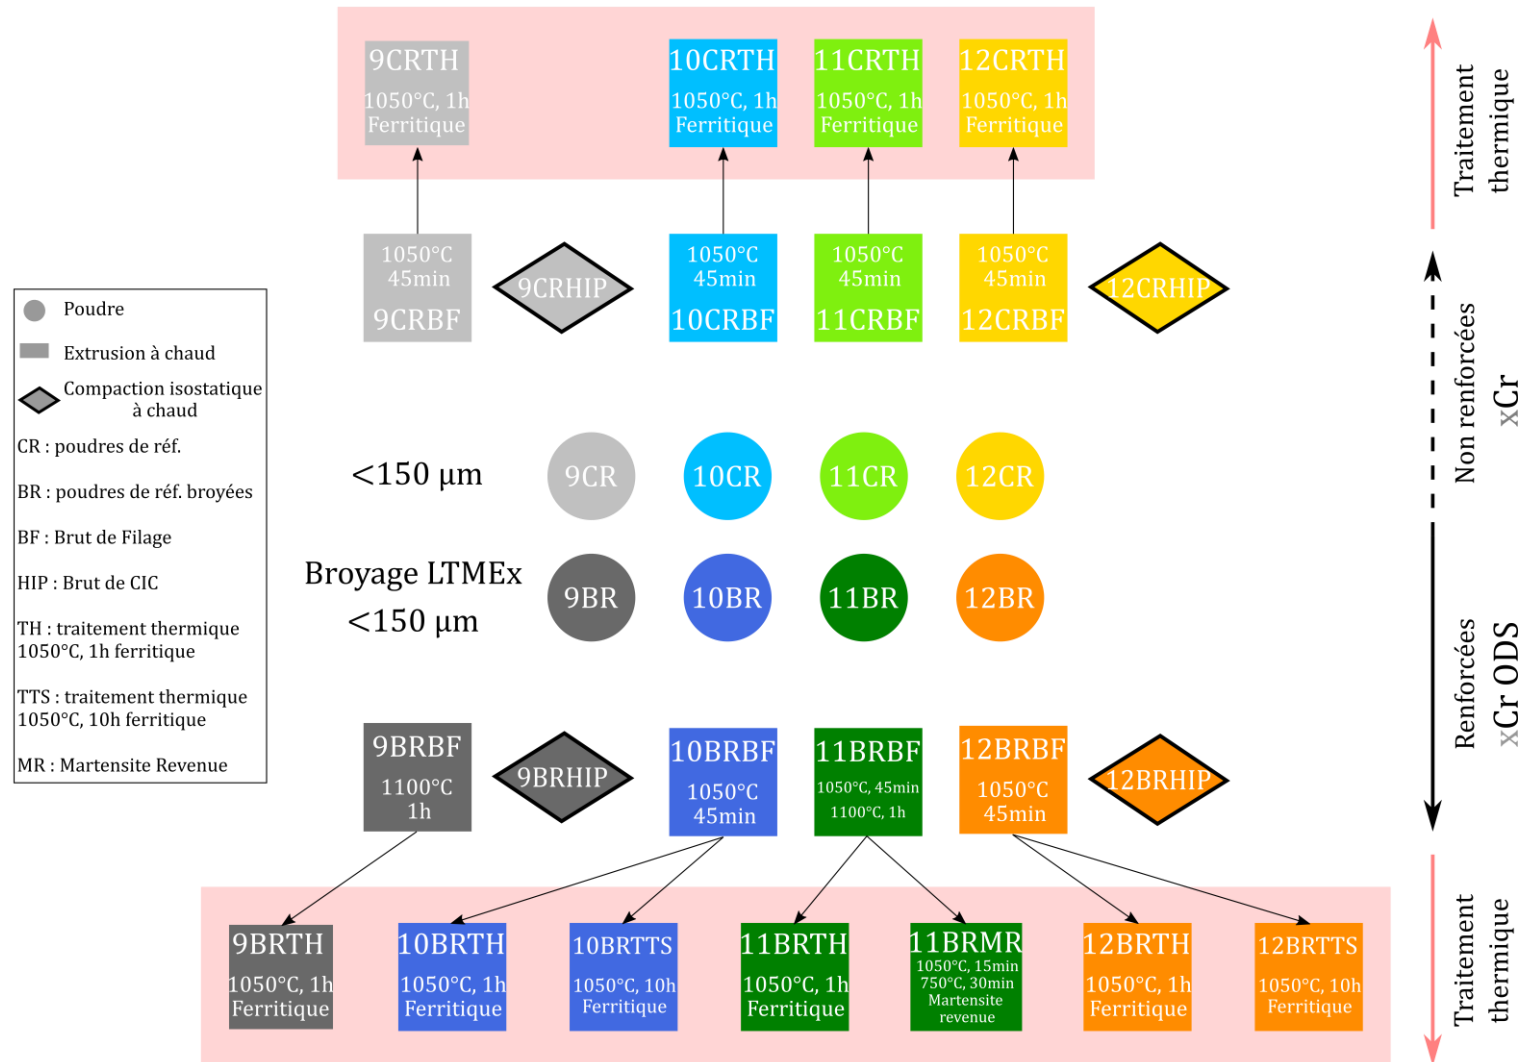 9CRTH
1050°C, 1h
Ferritique
10CRTH
1050°C, 1h
Ferritique
11CRTH
1050°C, 1h
Ferritique
12CRTH
1050°C, 1h
Ferritique
Traitement
thermique
1050°C
45min
9CRBF
9CRHIP
1050°C
45min
10CRBF
1050°C
45min
11CRBF
1050°C
45min
12CRBF
12CRHIP
Non renforcées
xCr
Poudre
Extrusion à chaud
Compaction isostatique
à chaud
CR : poudres de réf.
BR : poudres de réf. broyées
BF : Brut de Filage
HIP : Brut de CIC
TH : traitement thermique
1050°C, 1h ferritique
TTS : traitement thermique
1050°C, 10h ferritique
MR : Martensite Revenue
<150 μm
9CR
10CR
11CR
12CR
Broyage LTMEx
<150 μm
9BR
10BR
11BR
12BR
Renforcées
xCr ODS
9BRBF
1100°C
1h
9BRHIP
10BRBF
1050°C
45min
11BRBF
1050°C, 45min
1100°C, 1h
12BRBF
1050°C
45min
12BRHIP
9BRTH
1050°C, 1h
Ferritique
10BRTH
1050°C, 1h
Ferritique
10BRTTS
1050°C, 10h
Ferritique
11BRTH
1050°C, 1h
Ferritique
11BRMR
1050°C, 15min
750°C, 30min
Martensite
revenue
12BRTH
1050°C, 1h
Ferritique
12BRTTS
1050°C, 10h
Ferritique
Traitement
thermique